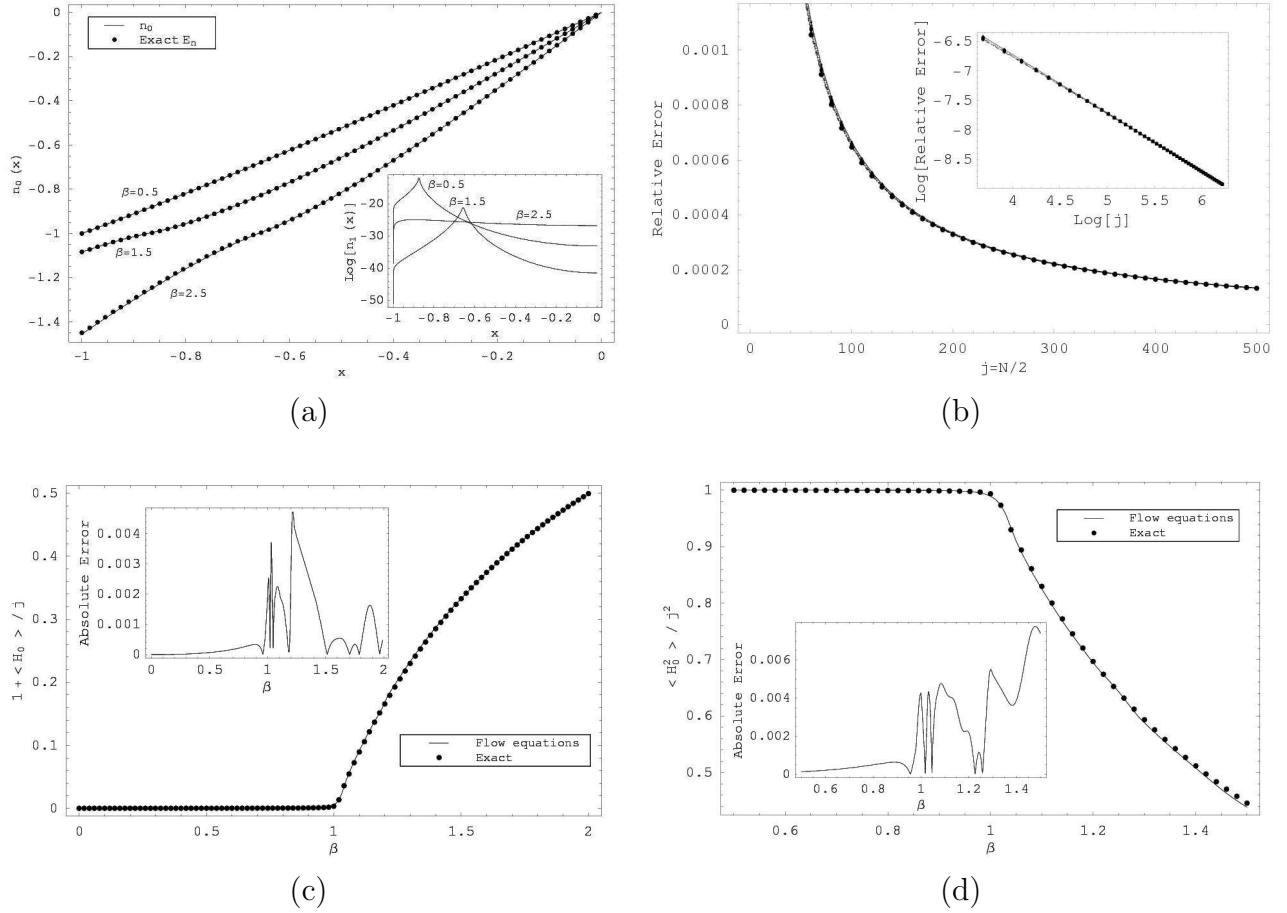 n₀
Exact Eₙ
0
-0.2
-0.4
-0.6
-0.8
-1
-1.2
-1.4
n₀(x)
β=0.5
β=1.5
β=2.5
-1
-0.8
-0.6
-0.4
-0.2
0
x
Log[n₁(x)]
-20
-30
-40
-50
β=0.5
β=1.5
β=2.5
-1
-0.8
-0.6
-0.4
-0.2
0
x
(a)
Relative Error
0.001
0.0008
0.0006
0.0004
0.0002
0
0
100
200
300
400
500
j=N/2
Log[Relative Error]
-6.5
-7
-7.5
-8
-8.5
4
4.5
5
5.5
6
Log[j]
(b)
1+<H₀>/j
0.5
0.4
0.3
0.2
0.1
0
0
0.5
1
1.5
2
β
Absolute Error
0.004
0.003
0.002
0.001
0
0.5
1
1.5
2
β
Flow equations
Exact
(c)
<H₀²>/j²
1
0.9
0.8
0.7
0.6
0.5
0.6
0.8
1
1.2
1.4
β
Flow equations
Exact
Absolute Error
0.006
0.004
0.002
0
0.6
0.8
1
1.2
1.4
β
(d)